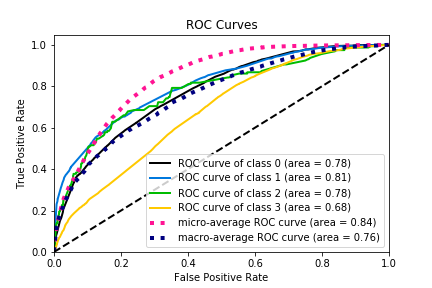 ROC Curves
True Positive Rate
1.0
0.8
0.6
0.4
0.2
0.0
ROC curve of class 0 (area = 0.78)
ROC curve of class 1 (area = 0.81)
ROC curve of class 2 (area = 0.78)
ROC curve of class 3 (area = 0.68)
micro-average ROC curve (area = 0.84)
macro-average ROC curve (area = 0.76)
0.0 0.2 0.4 0.6 0.8 1.0
False Positive Rate